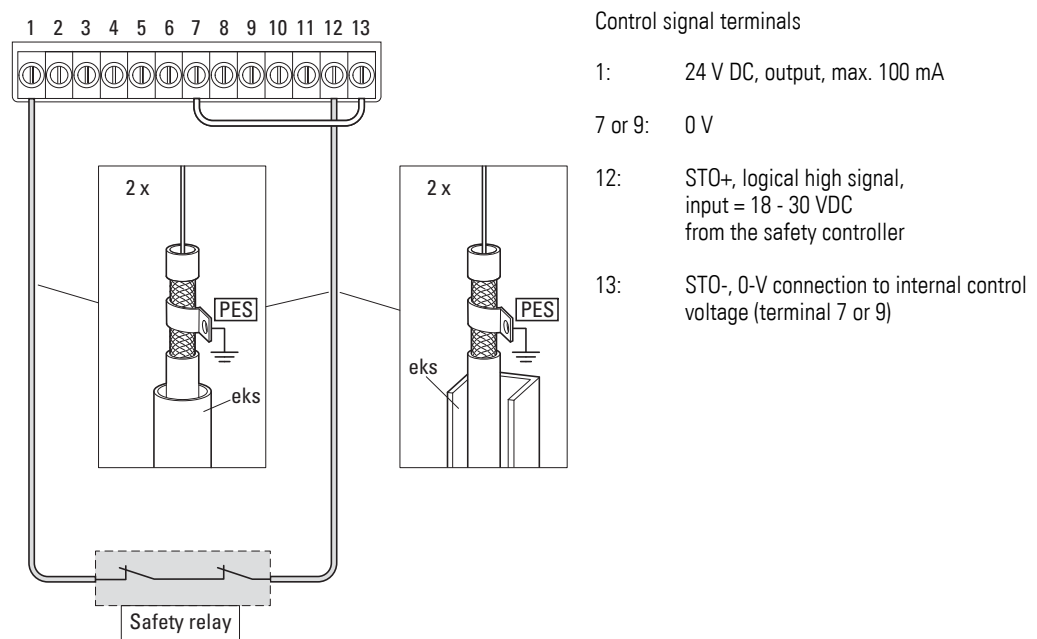 1 2 3 4 5 6 7 8 9 10 11 12 13
2 x
PES
eks
2 x
PES
eks
Safety relay
Control signal terminals
1: 24 V DC, output, max. 100 mA
7 or 9: 0 V
12: STO+, logical high signal,
input = 18 - 30 VDC
from the safety controller
13: STO-, 0-V connection to internal control
voltage (terminal 7 or 9)